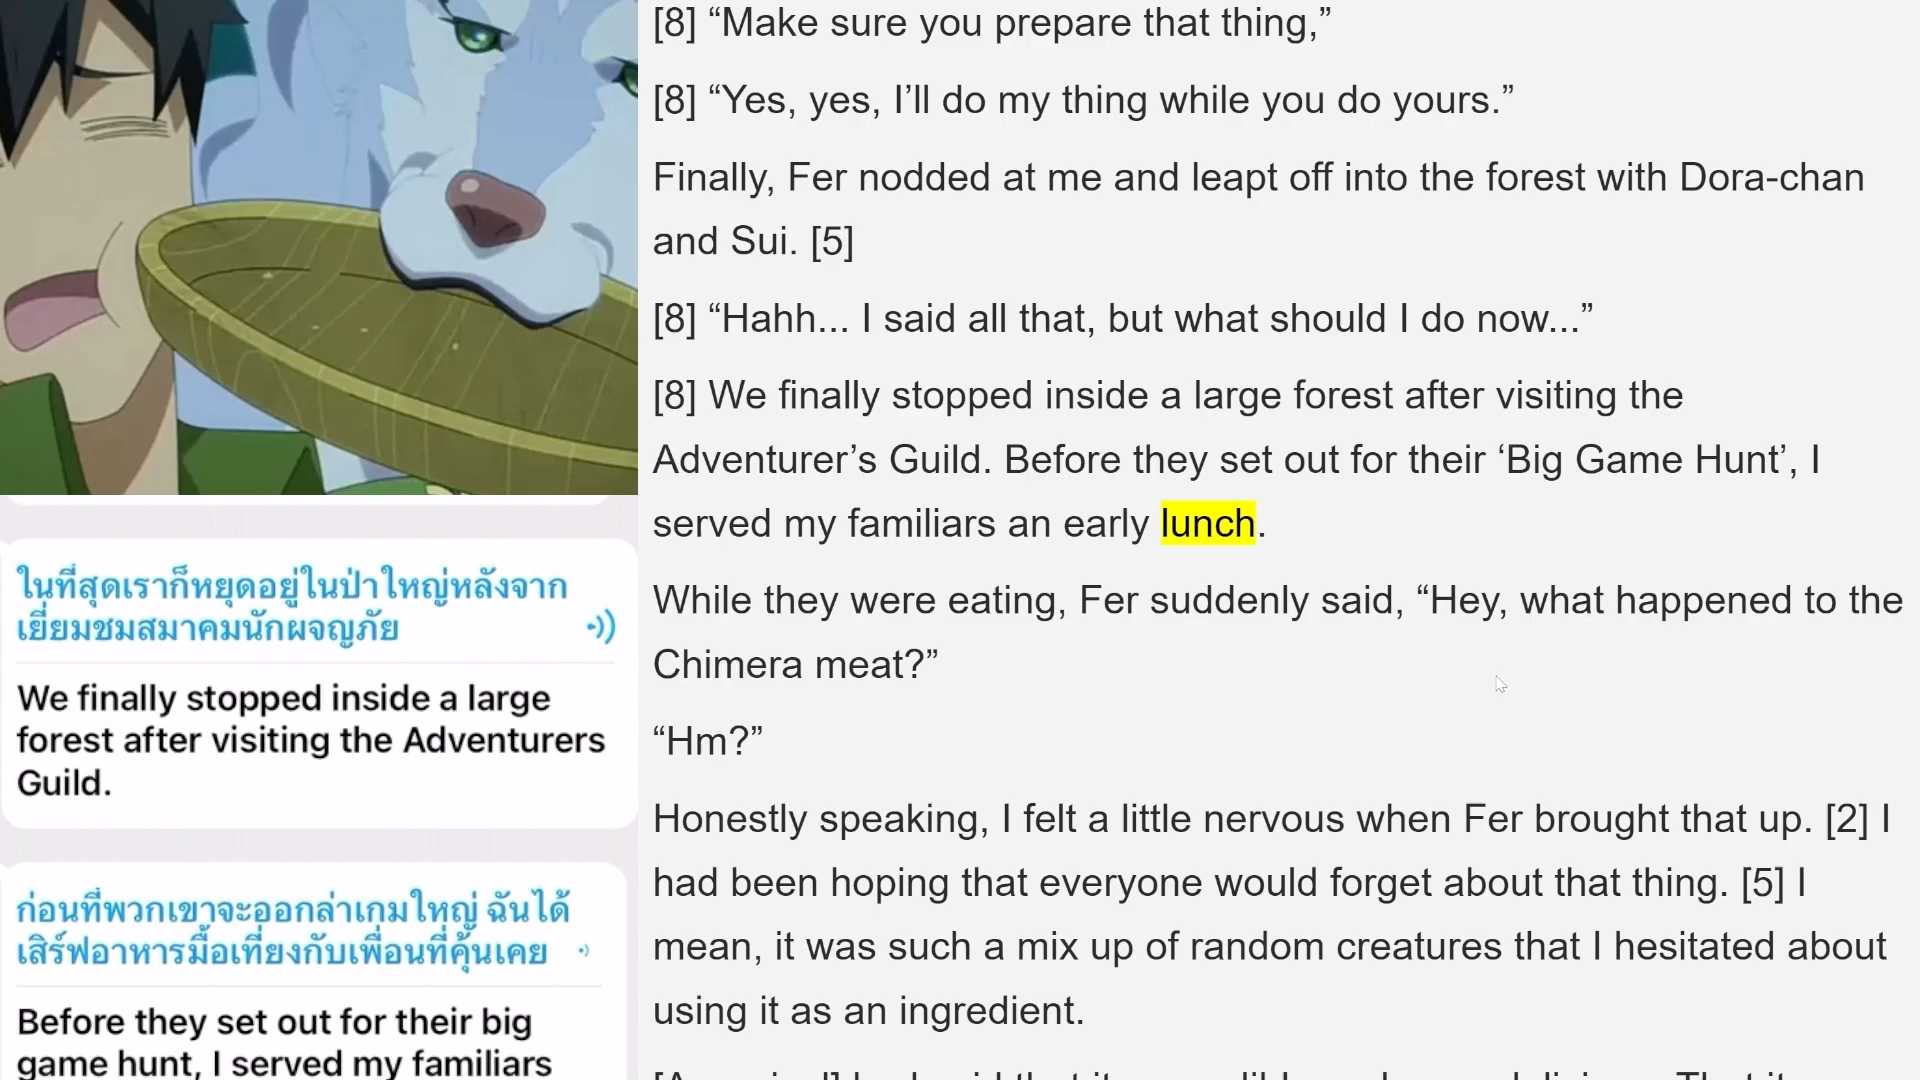 [8] “Make sure you prepare that thing,”
[8] “Yes, yes, I’ll do my thing while you do yours.”
Finally, Fer nodded at me and leapt off into the forest with Dora-chan
and Sui. [5]
[8] “Hahh... I said all that, but what should I do now...”
[8] We finally stopped inside a large forest after visiting the
Adventurer’s Guild. Before they set out for their ‘Big Game Hunt’, I
served my familiars an early lunch.
While they were eating, Fer suddenly said, “Hey, what happened to the
Chimera meat?”
“Hm?”
Honestly speaking, I felt a little nervous when Fer brought that up. [2] I
had been hoping that everyone would forget about that thing. [5] I
mean, it was such a mix up of random creatures that I hesitated about
using it as an ingredient.
ในที่สุดเราก็หยุดอยู่ในป่าใหญ่หลังจาก
เยี่ยมชมสมาคมนักผจญภัย
We finally stopped inside a large
forest after visiting the Adventurers
Guild.
ก่อนที่พวกเขาจะออกล่าเกมใหญ่ ฉันได้
เสิร์ฟอาหารมื้อเที่ยงกับเพื่อนที่คุ้นเคย
Before they set out for their big
game hunt, I served my familiars